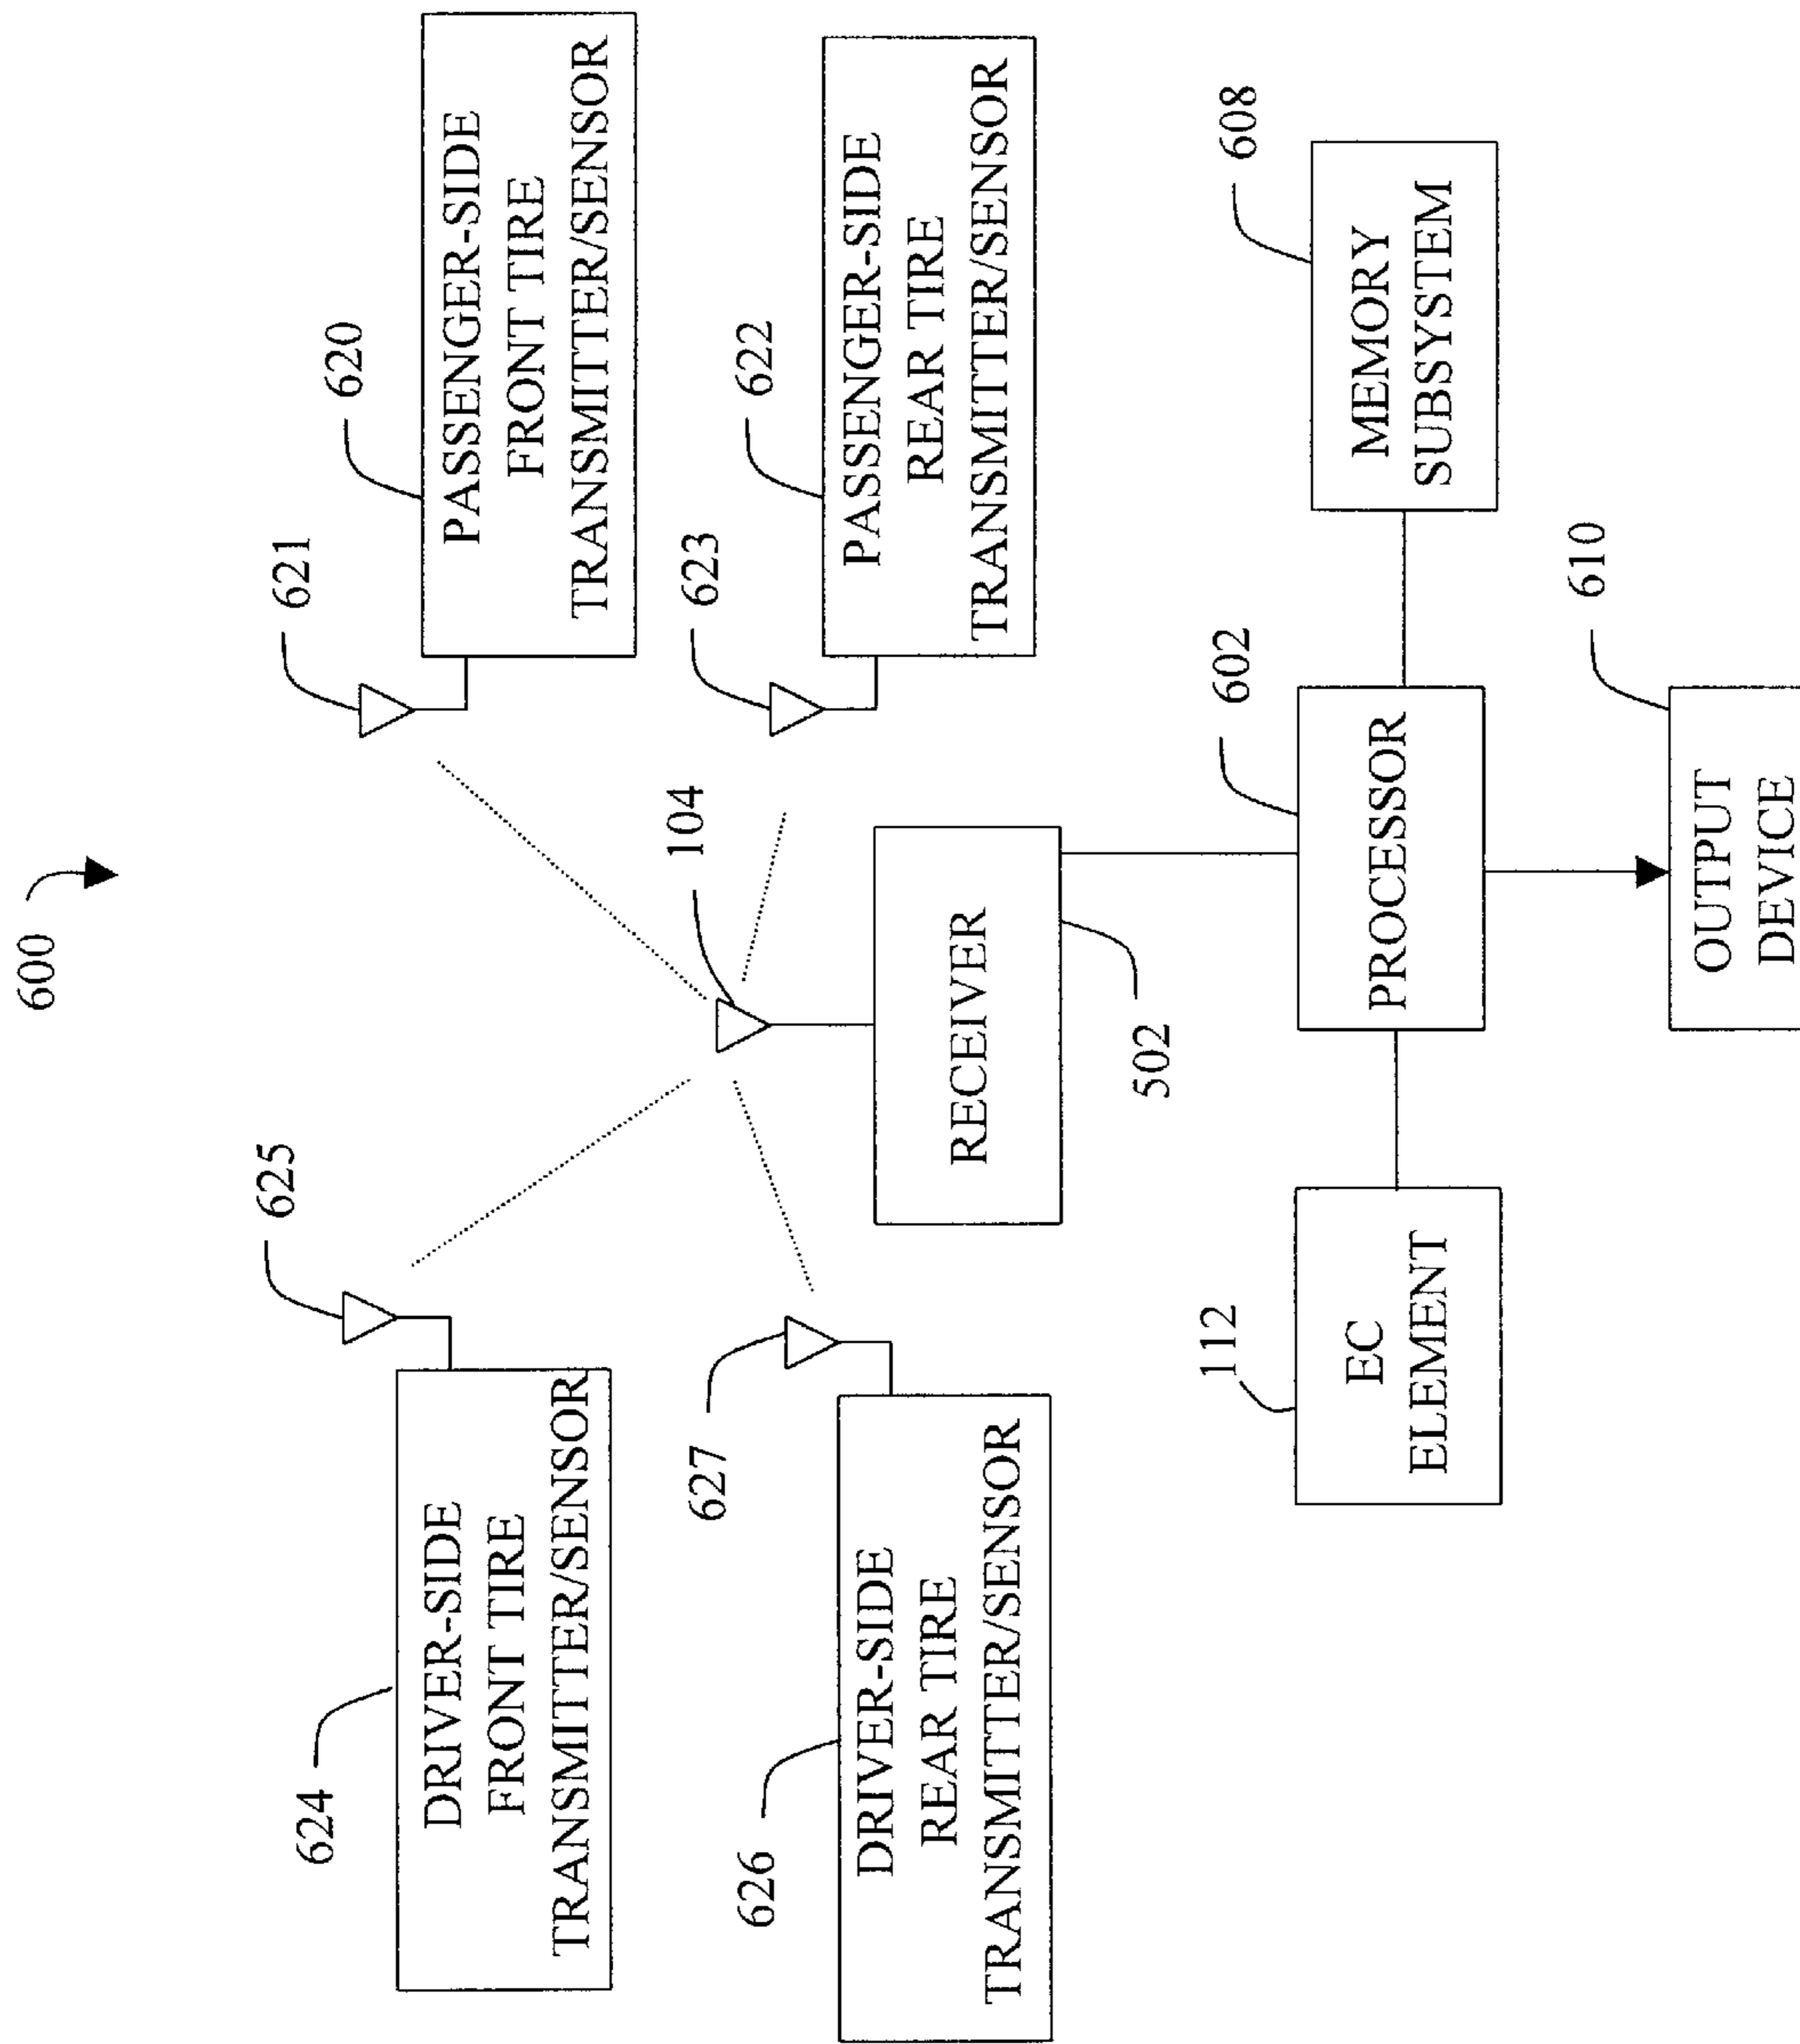 600
625
621
624
DRIVER-SIDE
FRONT TIRE
TRANSMITTER/SENSOR
620
PASSENGER-SIDE
FRONT TIRE
TRANSMITTER/SENSOR
627
104
623
626
DRIVER-SIDE
REAR TIRE
TRANSMITTER/SENSOR
622
PASSENGER-SIDE
REAR TIRE
TRANSMITTER/SENSOR
RECEIVER
502
112
EC
ELEMENT
602
PROCESSOR
608
MEMORY
SUBSYSTEM
610
OUTPUT
DEVICE